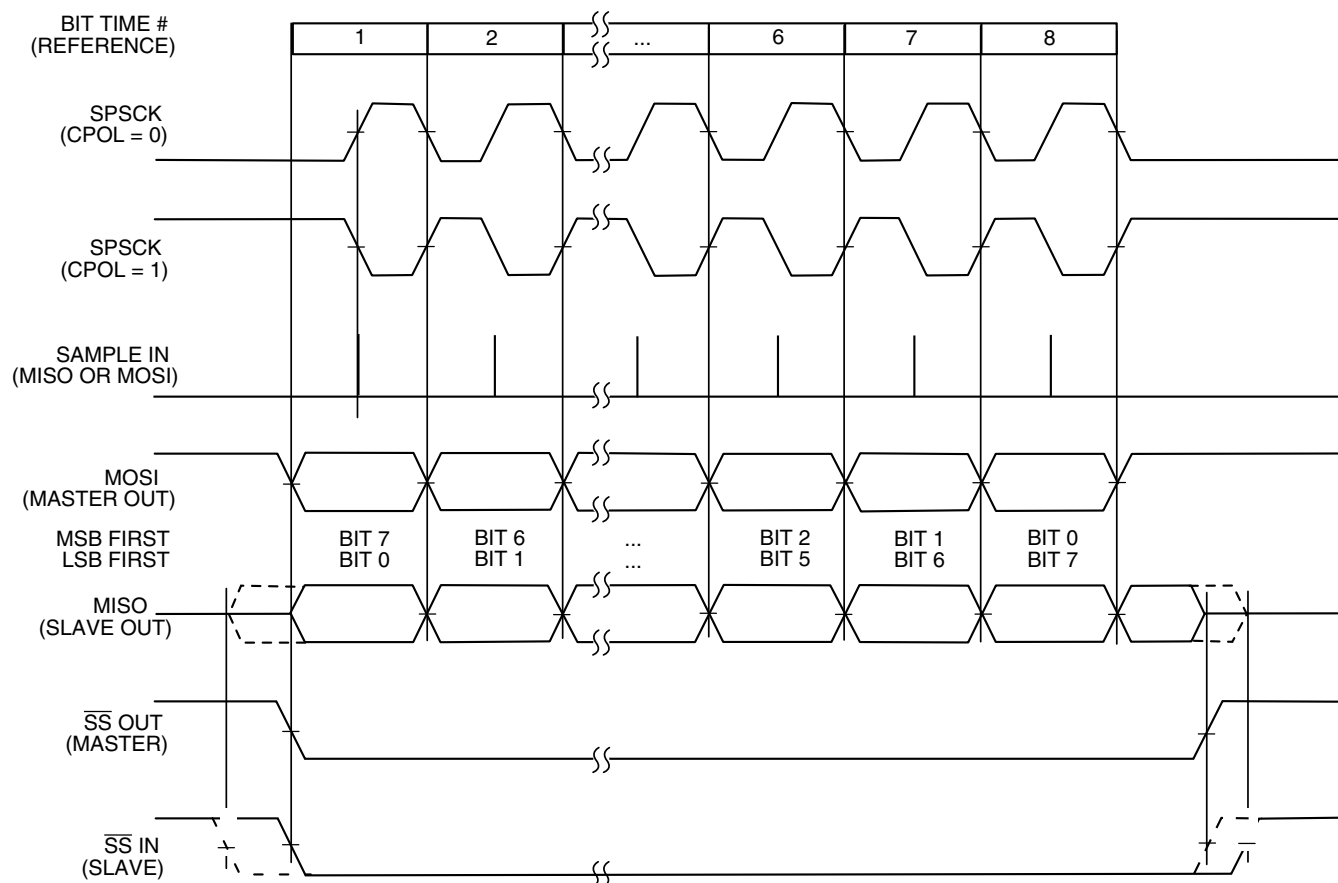 BIT TIME #
(REFERENCE)
1 2 ... 6 7 8
SPSCK
(CPOL = 0)
SPSCK
(CPOL = 1)
SAMPLE IN
(MISO OR MOSI)
MOSI
(MASTER OUT)
MSB FIRST BIT 7 BIT 6 ... BIT 2 BIT 1 BIT 0
LSB FIRST BIT 0 BIT 1 ... BIT 5 BIT 6 BIT 7
MISO
(SLAVE OUT)
S̅S̅ OUT
(MASTER)
S̅S̅ IN
(SLAVE)